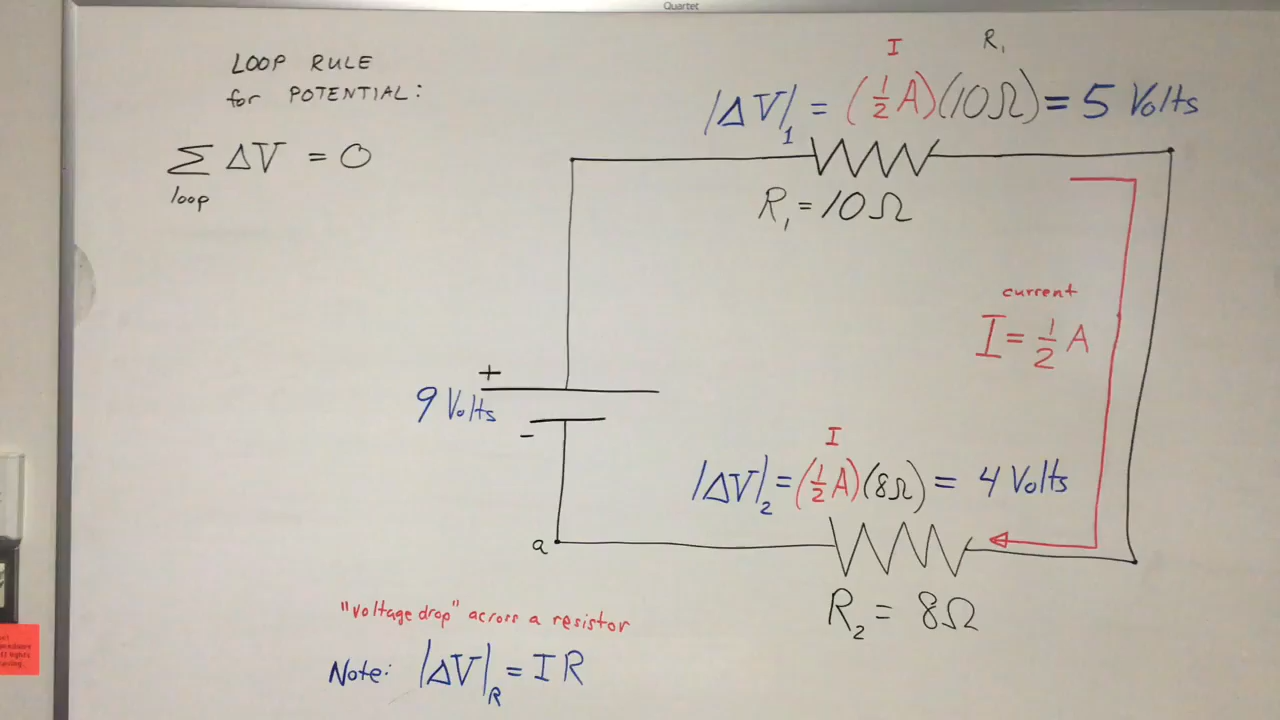 Quartet
LOOP RULE
for POTENTIAL:
∑ ΔV = 0
loop
I R₁
|ΔV|₁ = (½ A)(10Ω) = 5 Volts
R₁ = 10Ω
current
I = ½ A
+
9 Volts
-
I
|ΔV|₂ = (½ A)(8Ω) = 4 Volts
a
R₂ = 8Ω
"voltage drop" across a resistor
Note: |ΔV|R = I R